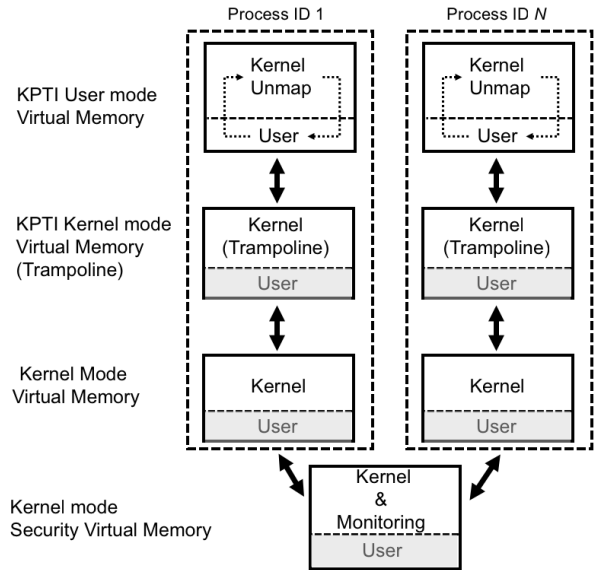 Process ID 1
Process ID N
KPTI User mode
Virtual Memory
Kernel
Unmap
User
Kernel
Unmap
User
KPTI Kernel mode
Virtual Memory
(Trampoline)
Kernel
(Trampoline)
User
Kernel
(Trampoline)
User
Kernel Mode
Virtual Memory
Kernel
User
Kernel
User
Kernel mode
Security Virtual Memory
Kernel
&
Monitoring
User